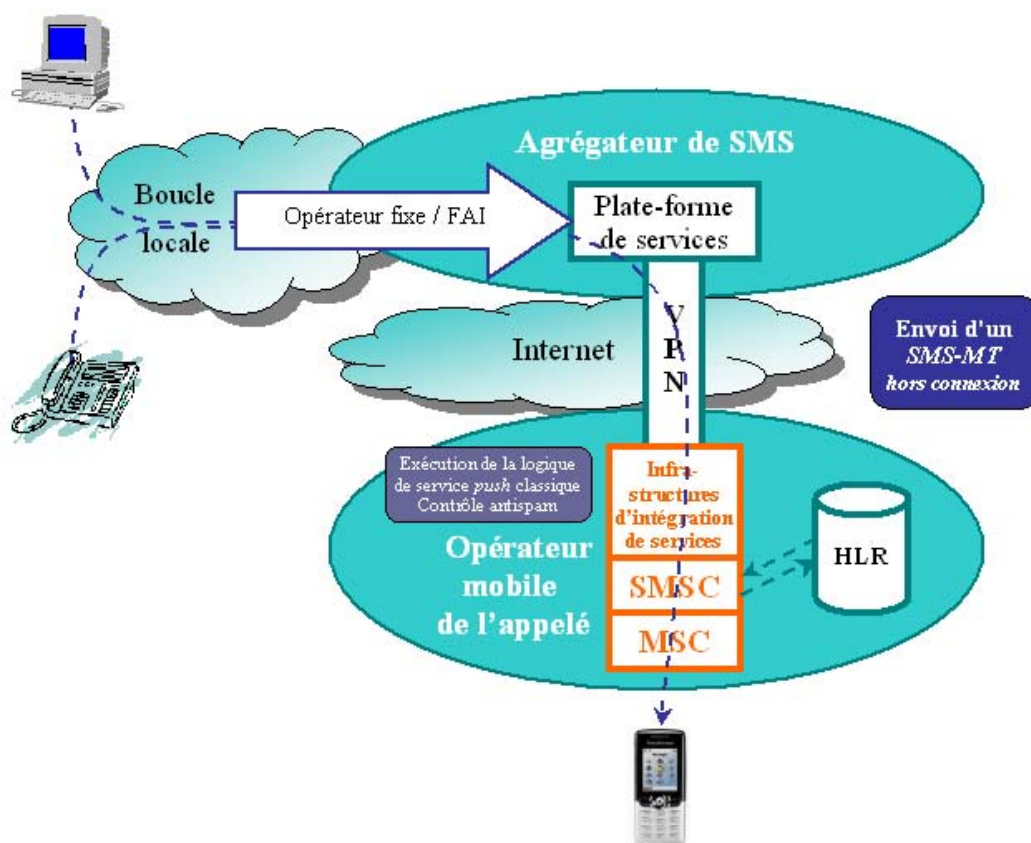 Agrégateur de SMS
Boucle
locale
Opérateur fixe / FAI
Plate-forme
de services
Internet
V
P
N
Envoi d'un
SMS-MT
hors connexion
Exécution de la logique
de service push classique
Contrôle antispam
Infra-
structures
d'intégration
de services
Opérateur
mobile
de l'appelé
SMSC
MSC
HLR